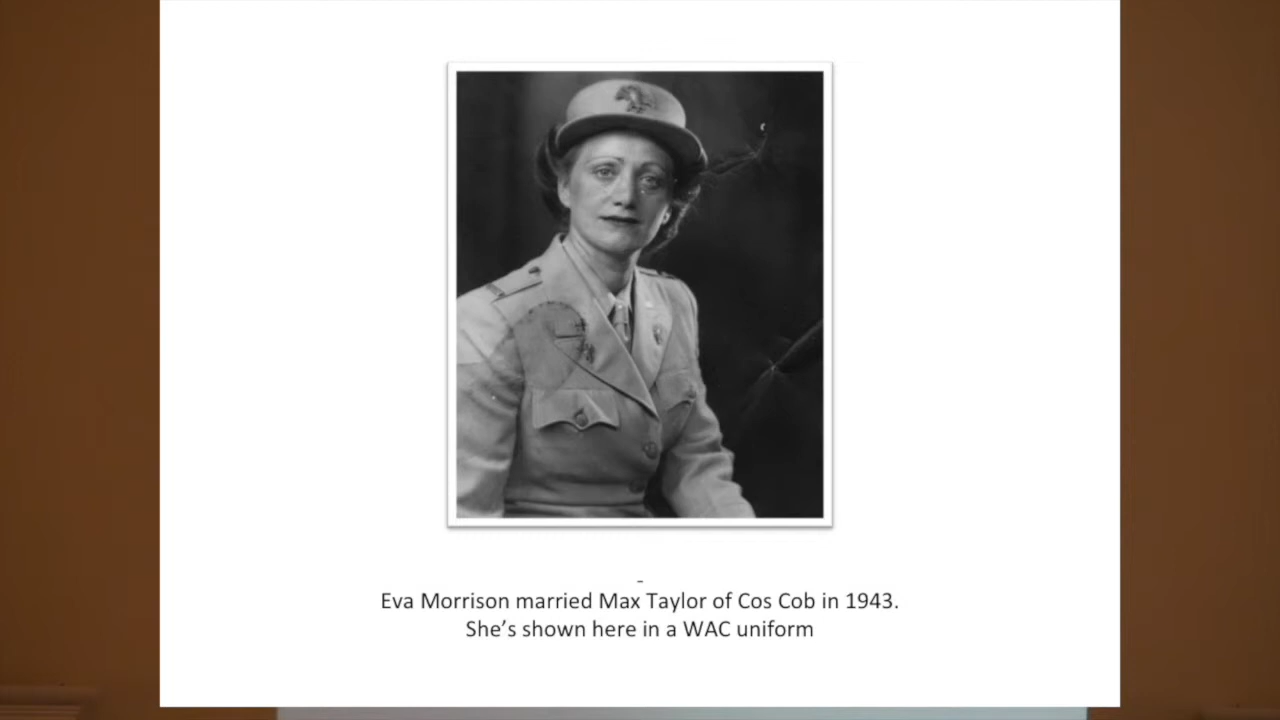 -
Eva Morrison married Max Taylor of Cos Cob in 1943.
She’s shown here in a WAC uniform